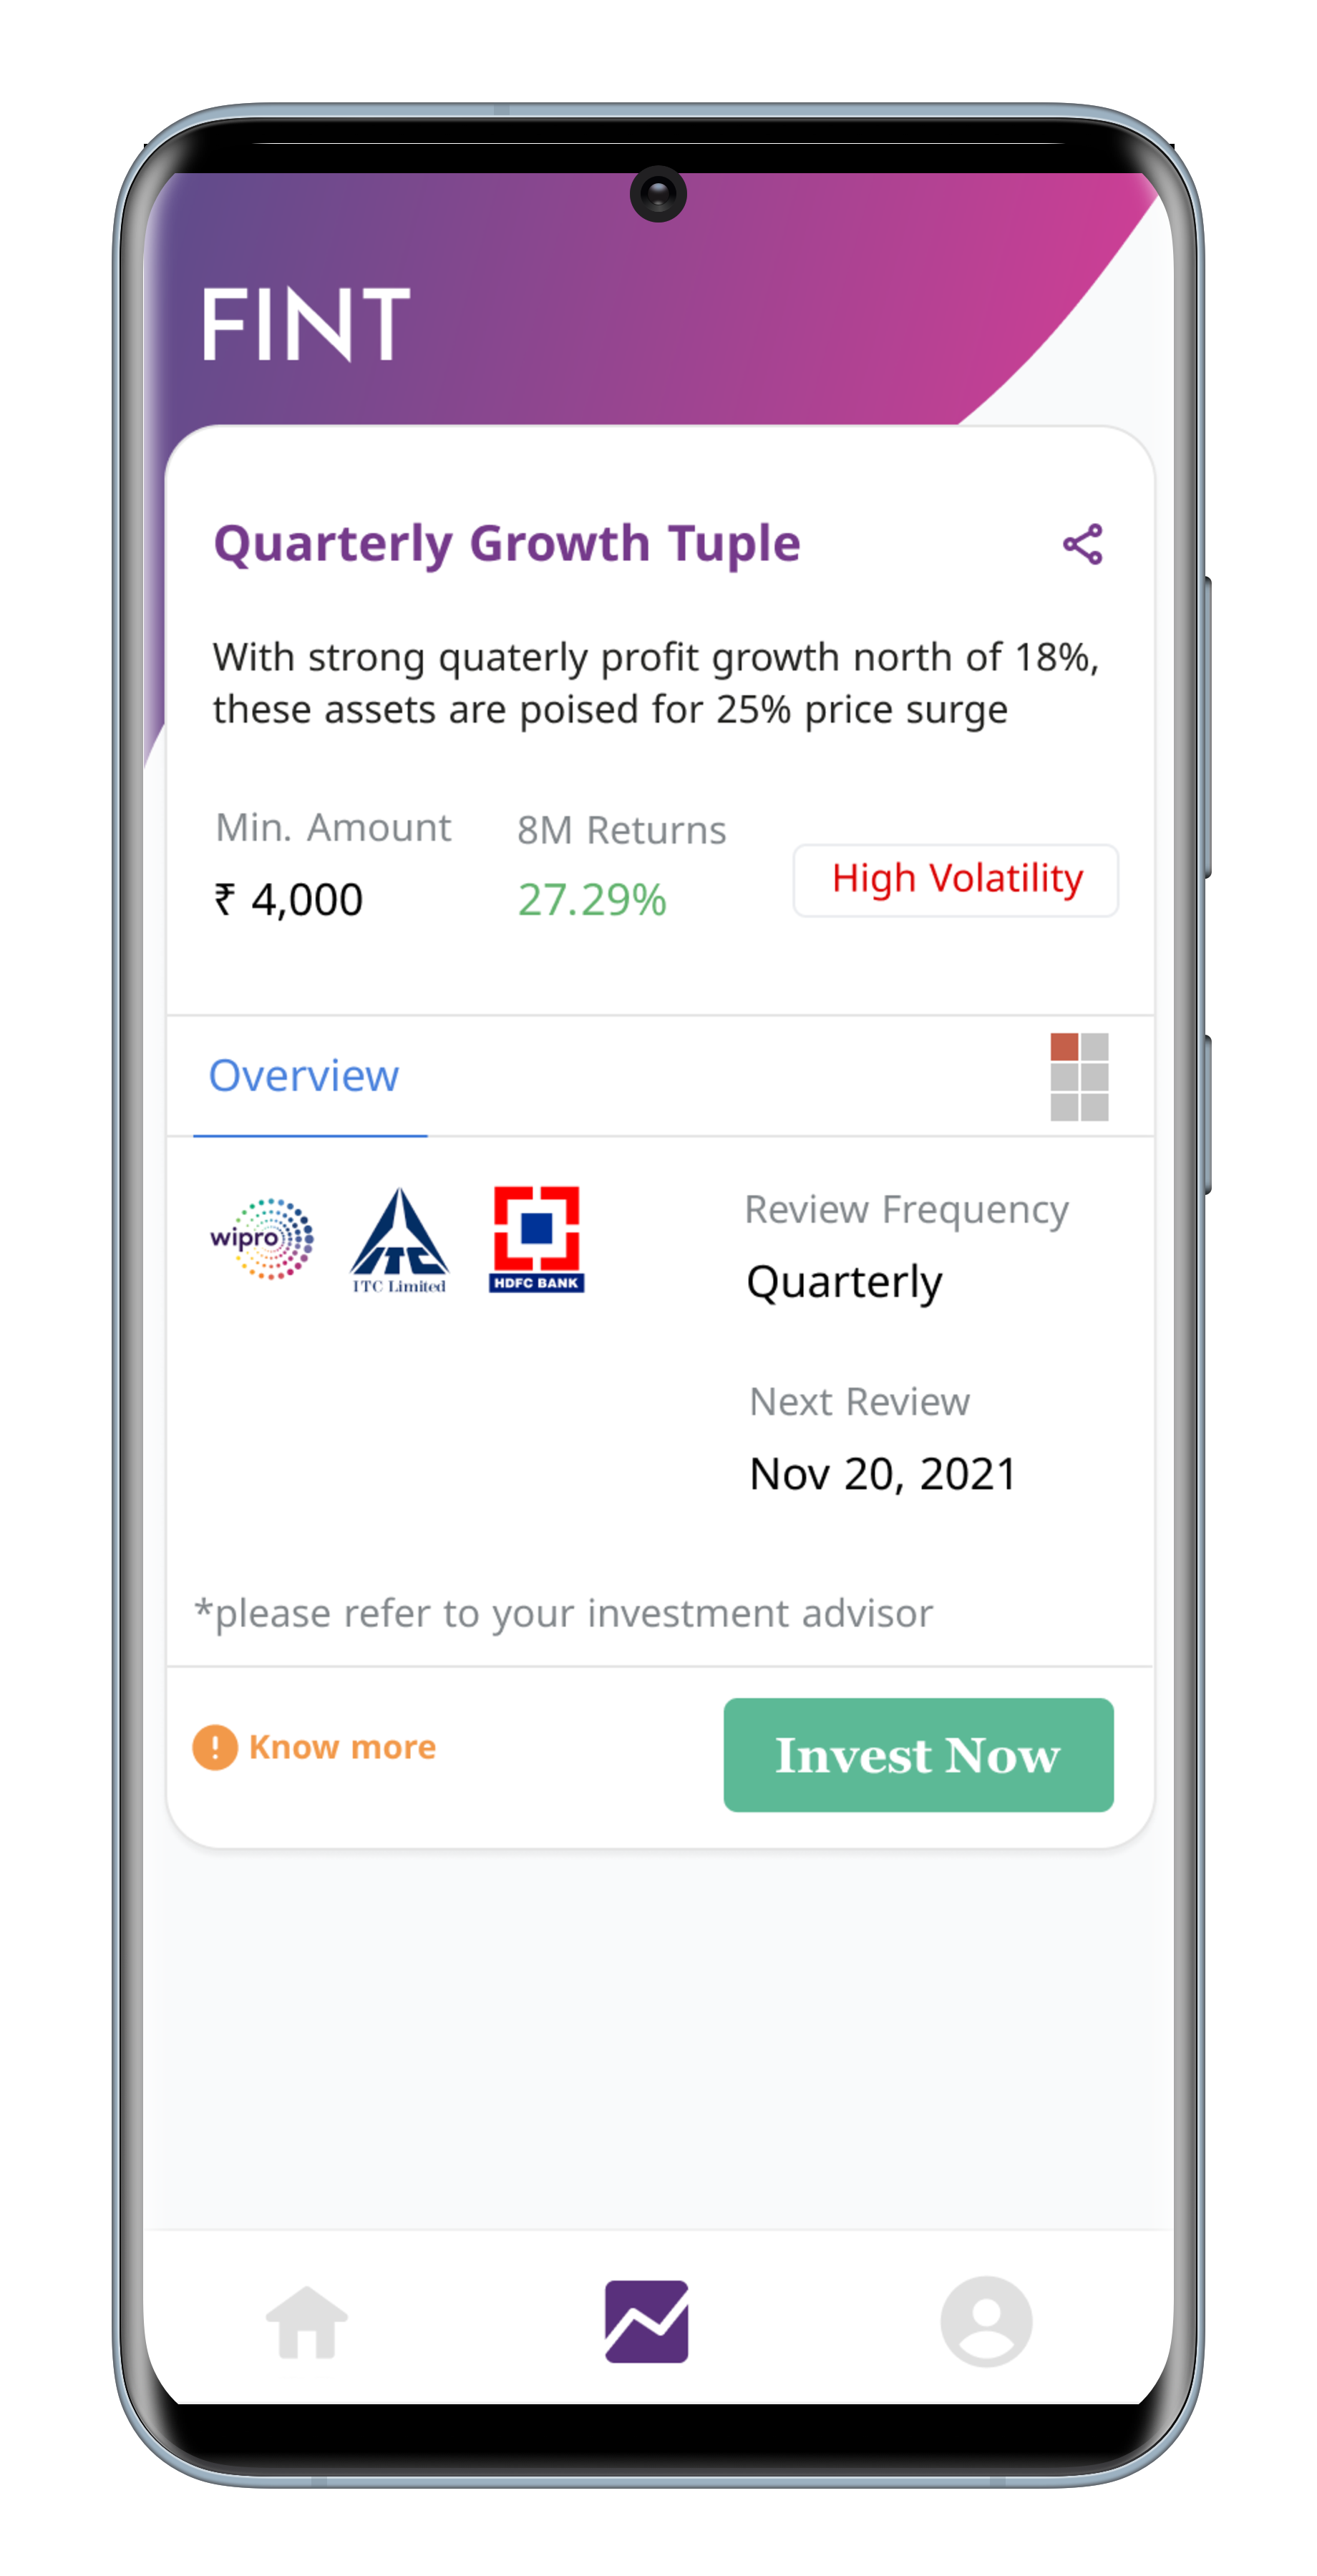 FINT
Quarterly Growth Tuple
With strong quaterly profit growth north of 18%,
these assets are poised for 25% price surge
Min. Amount
₹ 4,000
8M Returns
27.29%
High Volatility
Overview
wipro
ITC
ITC Limited
HDFC BANK
Review Frequency
Quarterly
Next Review
Nov 20, 2021
*please refer to your investment advisor
! Know more
Invest Now